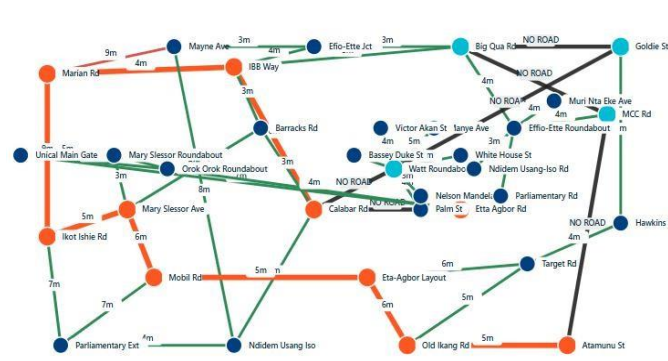 Mayne Ave
3m
Efio-Ette Jct
3m
Big Qua Rd
NO ROAD
Goldie St
9m
4m
Marian Rd
4m
IBB Way
NO ROAD
3m
4m
NO ROA
4m
Muri Nta Eke Ave
4m
MCC Rd
Barracks Rd
Victor Akan St
Manye Ave
Effio-Ette Roundabout
m
4m
5m
5m
Unical Main Gate
Mary Slessor Roundabout
Bassey Duke St
m
White House St
3m
Orok Orok Roundabout
Watt Roundabo
Ndidem Usang-Iso Rd
3m
8m
4m
NO ROAD
Nelson Mandel
Parliamentary Rd
5m
Mary Slessor Ave
Calabar Rd
NO ROAD
Palm St
Etta Agbor Rd
NO ROAD
Hawkins
Ikot Ishie Rd
6m
4m
Mobil Rd
5m
Eta-Agbor Layout
6m
Target Rd
7m
7m
6m
5m
Parliamentary Ext
Ndidem Usang Iso
Old Ikang Rd
5m
Atamunu St